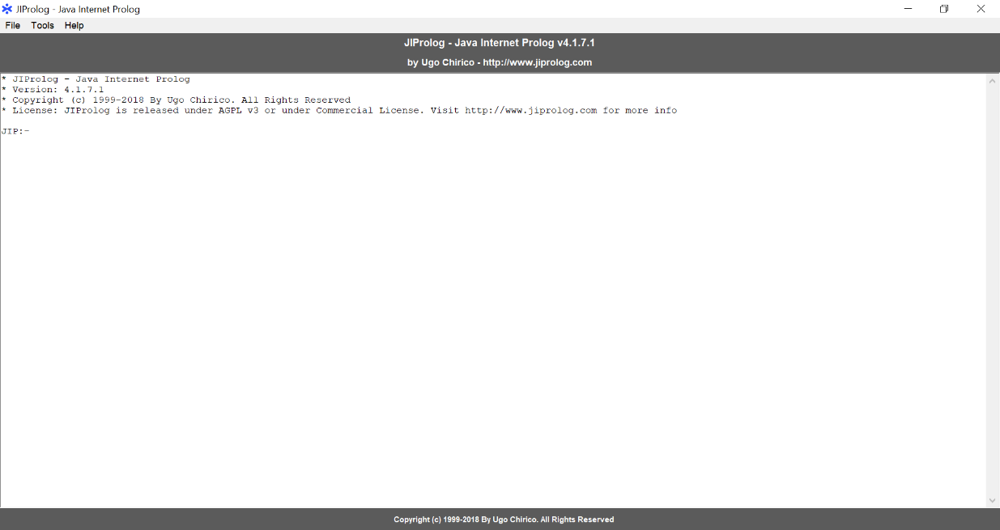 JIProlog - Java Internet Prolog
File Tools Help
JIProlog - Java Internet Prolog v4.1.7.1
by Ugo Chirico - http://www.jiprolog.com
* JIProlog - Java Internet Prolog
* Version: 4.1.7.1
* Copyright (c) 1999-2018 By Ugo Chirico. All Rights Reserved
* License: JIProlog is released under AGPL v3 or under Commercial License. Visit http://www.jiprolog.com for more info
JIP:-
Copyright (c) 1999-2018 By Ugo Chirico. All Rights Reserved